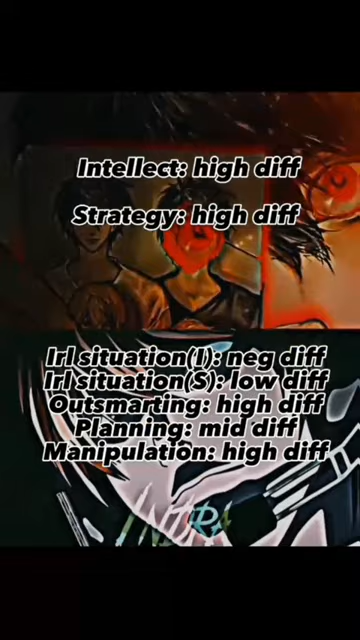 Intellect: high diff
Strategy: high diff
Irl situation(I): neg diff
Irl situation(S): low diff
Outsmarting: high diff
Planning: mid diff
Manipulation: high diff